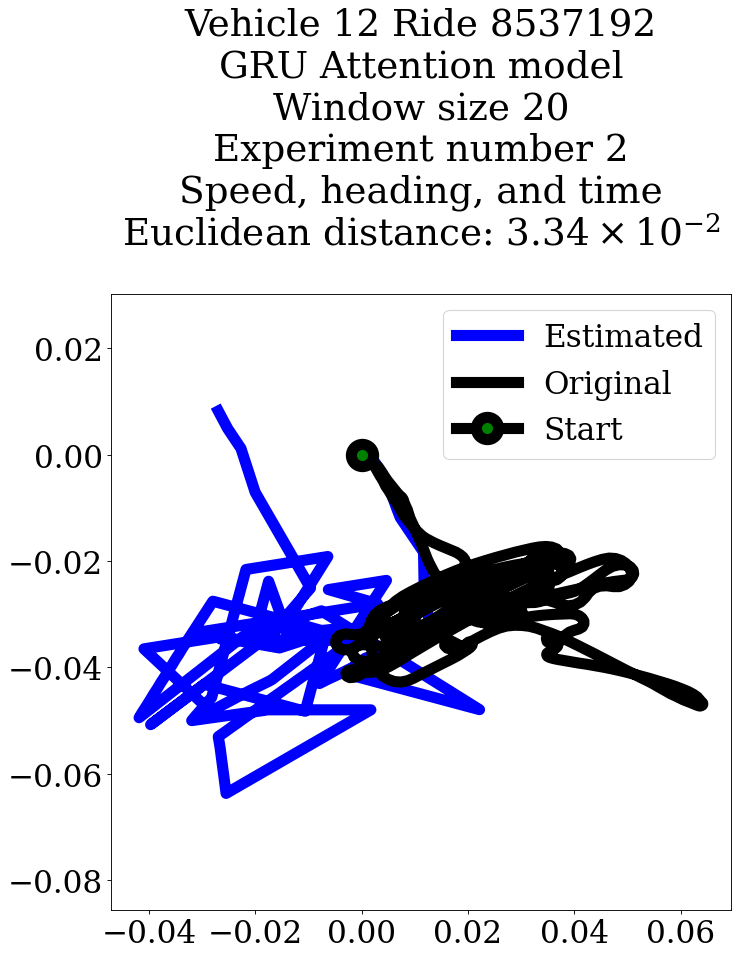 Vehicle 12 Ride 8537192
GRU Attention model
Window size 20
Experiment number 2
Speed, heading, and time
Euclidean distance: 3.34 × 10⁻²
Estimated
Original
Start
0.02
0.00
−0.02
−0.04
−0.06
−0.08
−0.04 −0.02 0.00 0.02 0.04 0.06